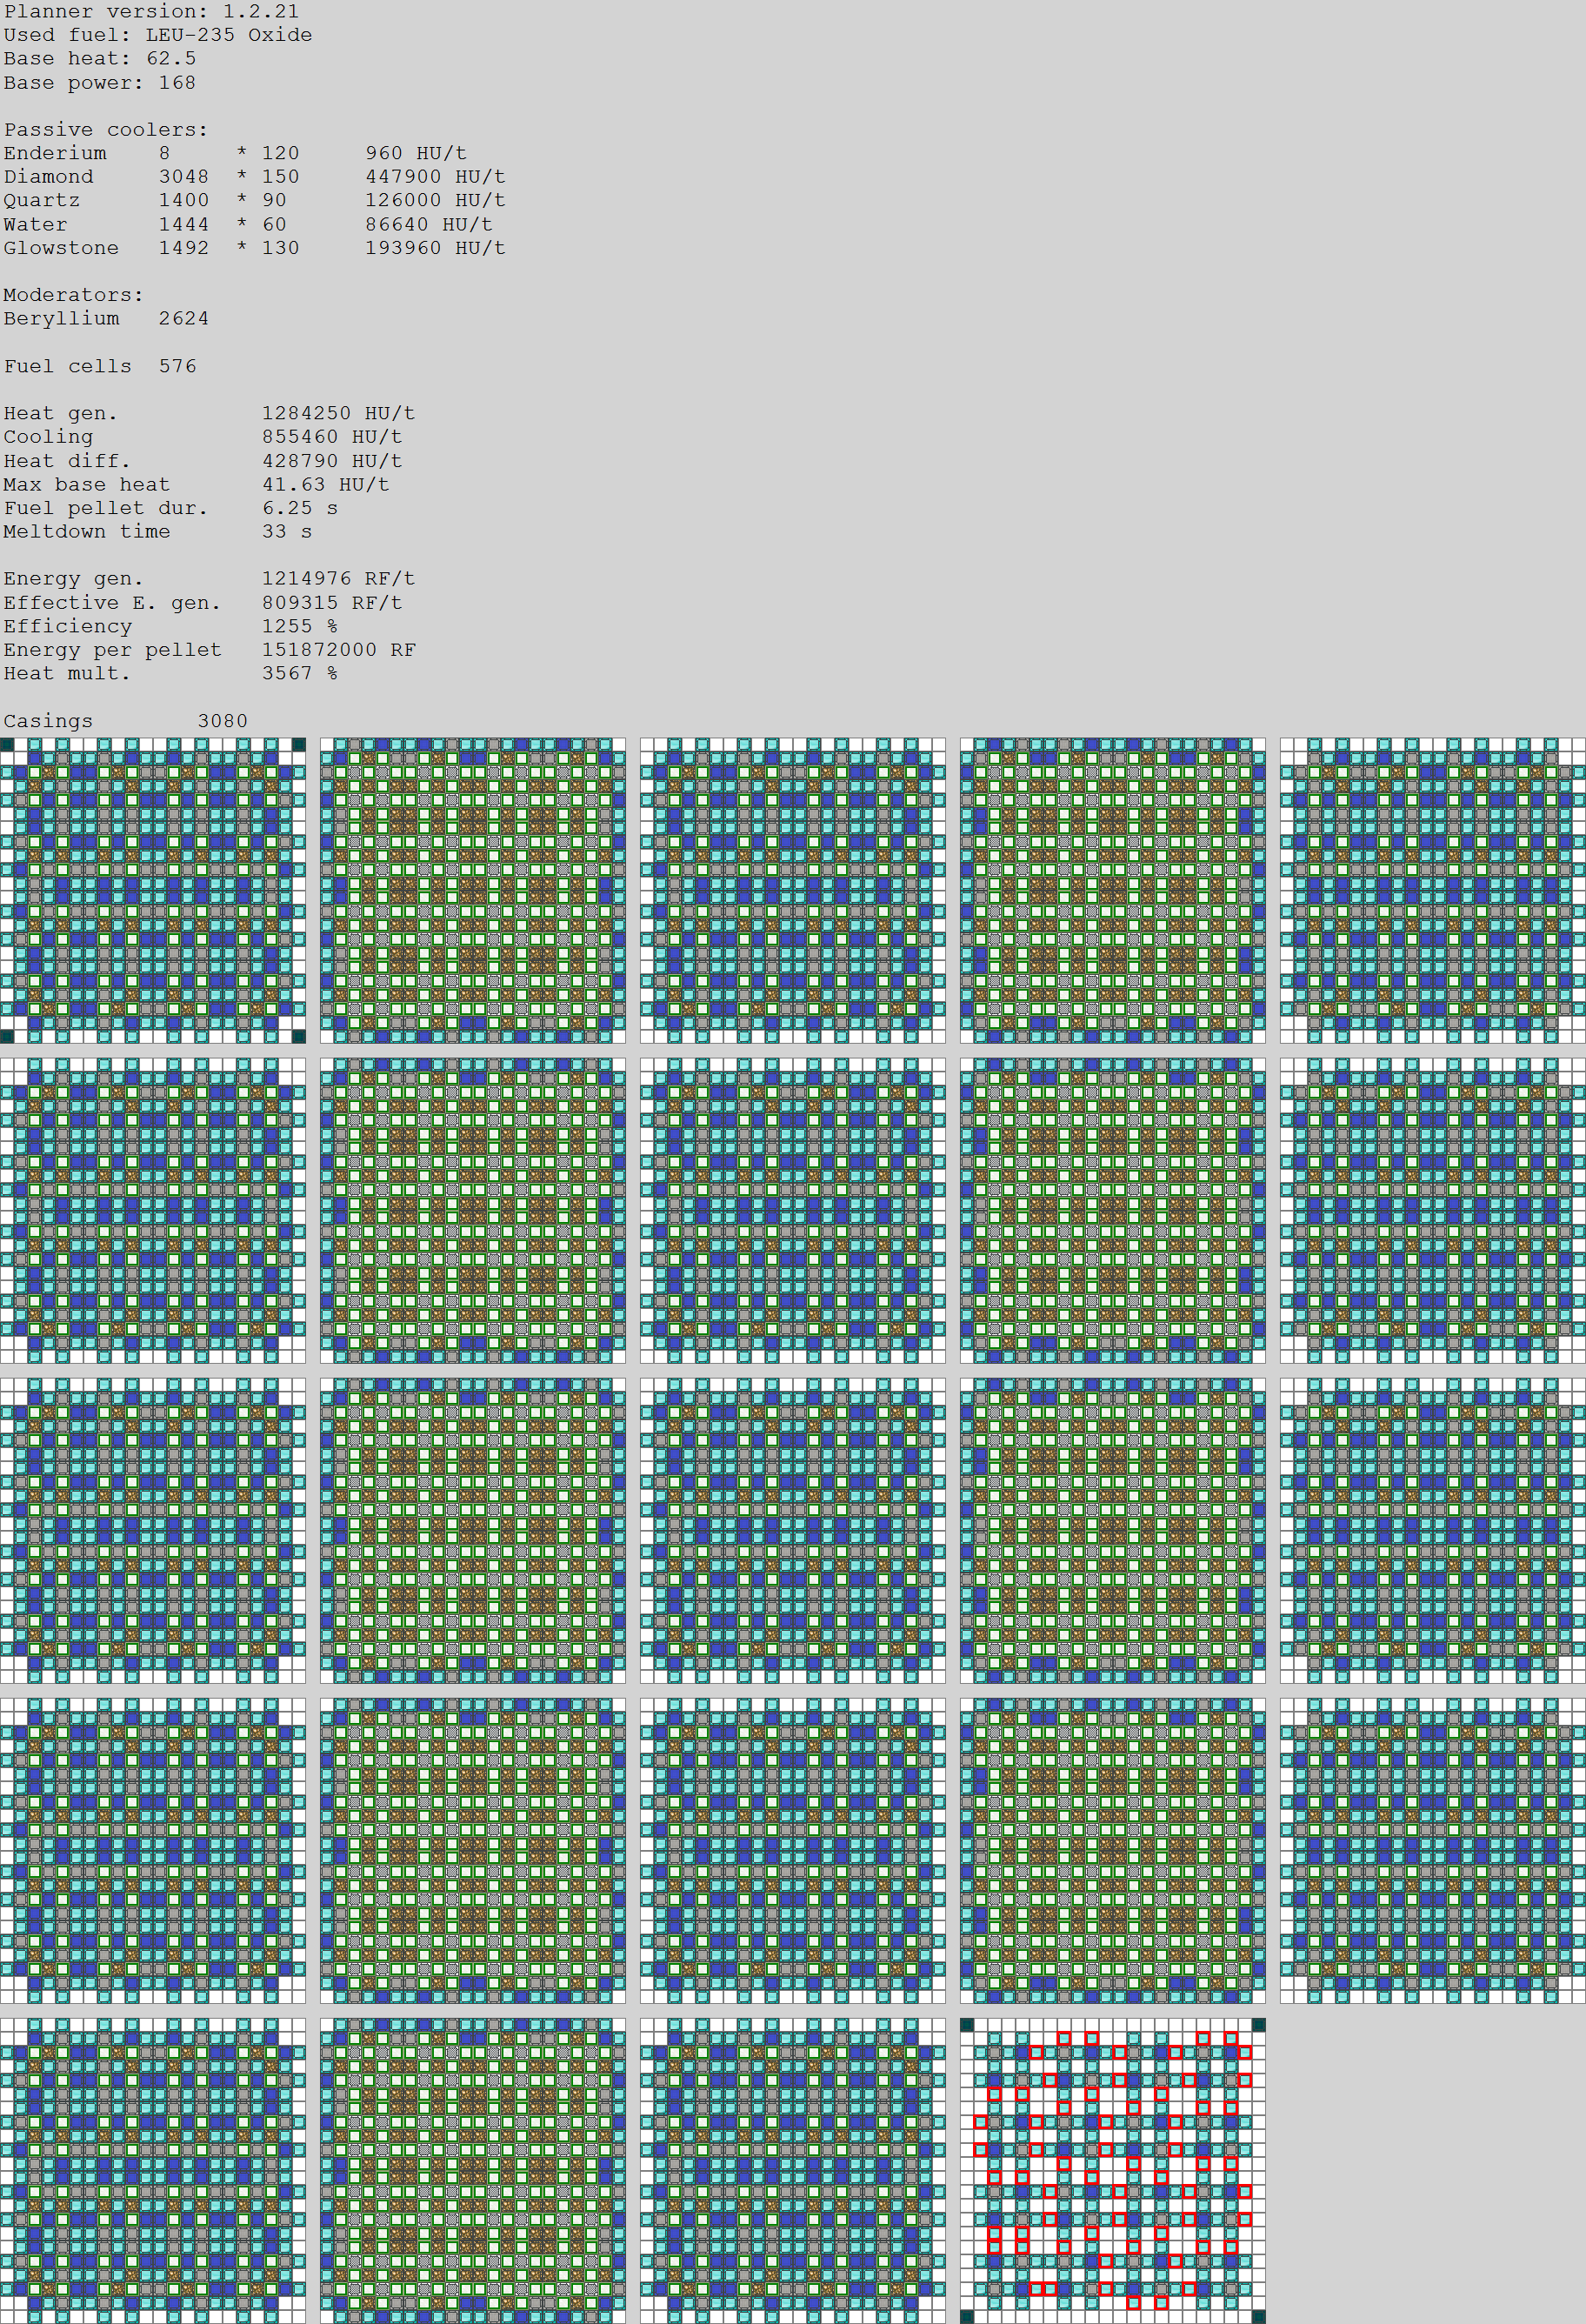 Planner version: 1.2.21
Used fuel: LEU-235 Oxide
Base heat: 62.5
Base power: 168
Passive coolers:
Enderium 8 * 120 960 HU/t
Diamond 3048 * 150 447900 HU/t
Quartz 1400 * 90 126000 HU/t
Water 1444 * 60 86640 HU/t
Glowstone 1492 * 130 193960 HU/t
Moderators:
Beryllium 2624
Fuel cells 576
Heat gen. 1284250 HU/t
Cooling 855460 HU/t
Heat diff. 428790 HU/t
Max base heat 41.63 HU/t
Fuel pellet dur. 6.25 s
Meltdown time 33 s
Energy gen. 1214976 RF/t
Effective E. gen. 809315 RF/t
Efficiency 1255 %
Energy per pellet 151872000 RF
Heat mult. 3567 %
Casings 3080